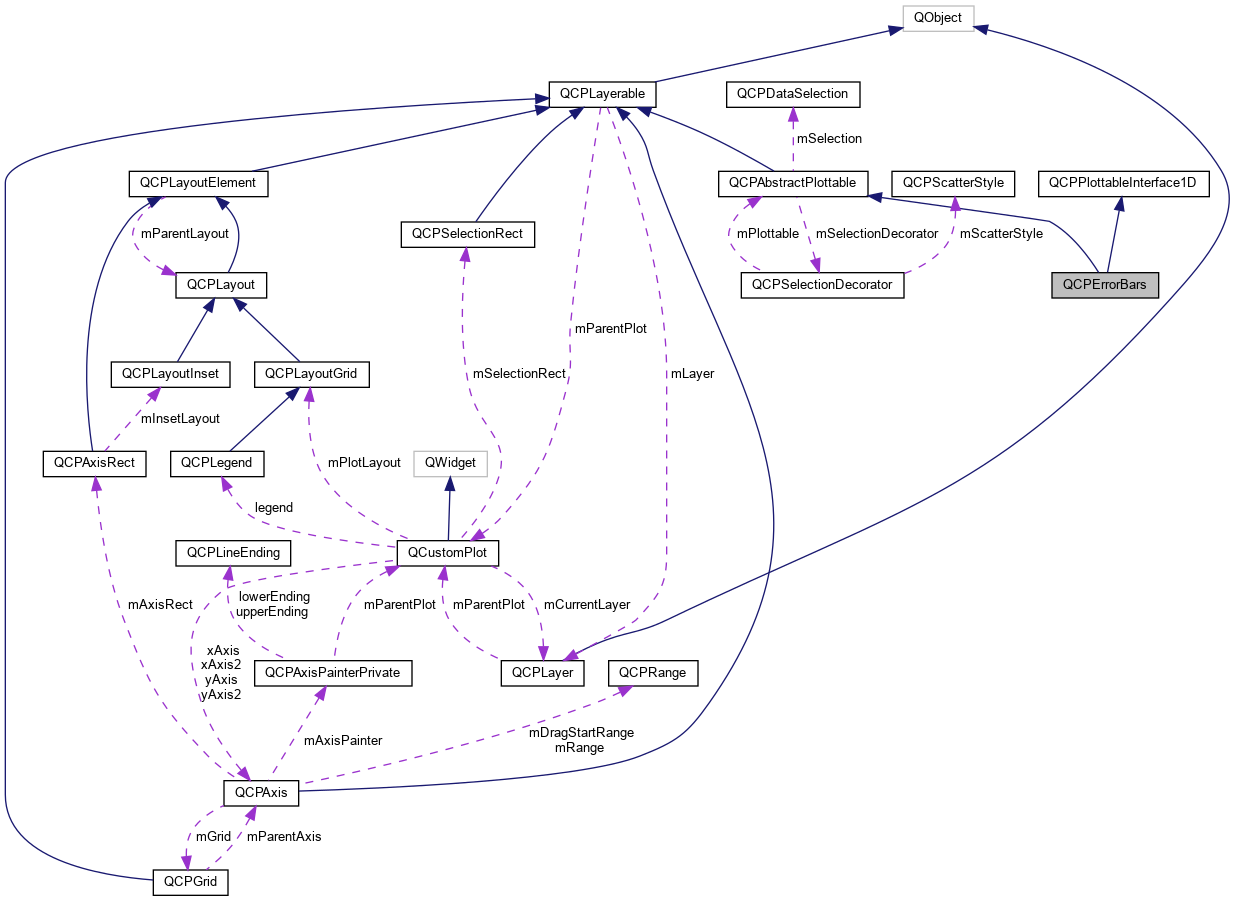 QObject
QCPLayerable
QCPDataSelection
mSelection
QCPLayoutElement
QCPAbstractPlottable
QCPScatterStyle
QCPPlottableInterface1D
mParentLayout
QCPSelectionRect
mPlottable
mSelectionDecorator
mScatterStyle
QCPLayout
QCPSelectionDecorator
QCPErrorBars
mParentPlot
QCPLayoutInset
QCPLayoutGrid
mSelectionRect
mLayer
mInsetLayout
QCPAxisRect
QCPLegend
mPlotLayout
QWidget
legend
QCPLineEnding
QCustomPlot
mAxisRect
lowerEnding
upperEnding
mParentPlot
mParentPlot
mCurrentLayer
xAxis
xAxis2
yAxis
yAxis2
QCPAxisPainterPrivate
QCPLayer
QCPRange
mAxisPainter
mDragStartRange
mRange
QCPAxis
mGrid
mParentAxis
QCPGrid